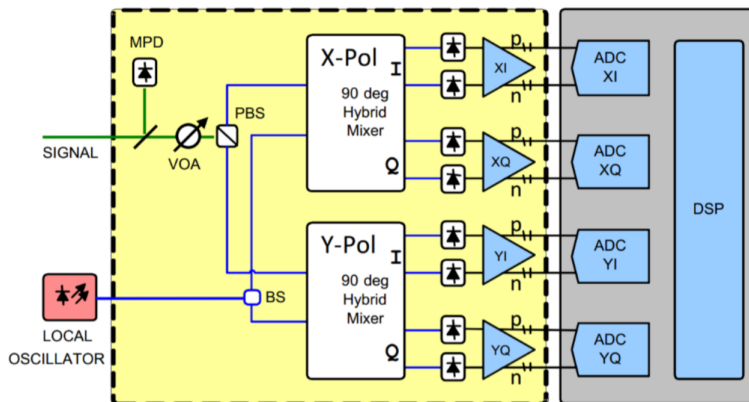 MPD
SIGNAL
VOA
PBS
X-Pol
I
90 deg
Hybrid
Mixer
Q
p
XI
n
ADC
XI
p
XQ
n
ADC
XQ
DSP
Y-Pol
I
90 deg
Hybrid
Mixer
Q
p
YI
n
ADC
YI
p
YQ
n
ADC
YQ
BS
LOCAL
OSCILLATOR